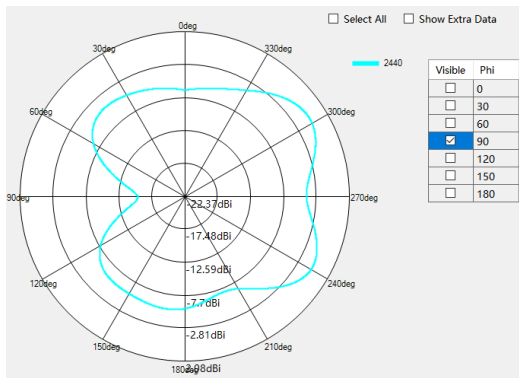 Select All
Show Extra Data
2440
Visible Phi
0
30
60
90
120
150
180
0deg
30deg
330deg
60deg
300deg
90deg
270deg
120deg
240deg
150deg
210deg
180deg
-22.37dBi
-17.48dBi
-12.59dBi
-7.7dBi
-2.81dBi